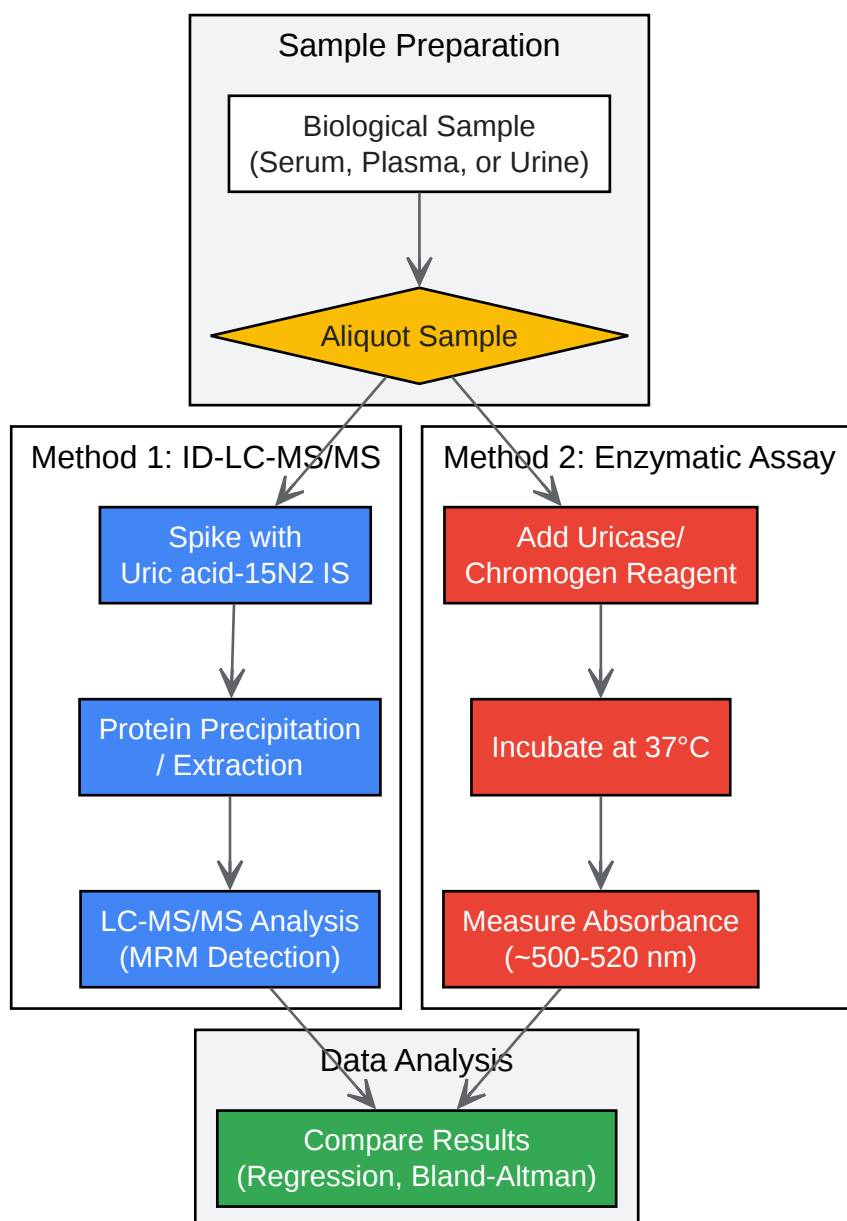 Sample Preparation
Biological Sample
(Serum, Plasma, or Urine)
Aliquot Sample
Method 1: ID-LC-MS/MS
Spike with
Uric acid-15N2 IS
Protein Precipitation
/ Extraction
LC-MS/MS Analysis
(MRM Detection)
Method 2: Enzymatic Assay
Add Uricase/
Chromogen Reagent
Incubate at 37°C
Measure Absorbance
(~500-520 nm)
Data Analysis
Compare Results
(Regression, Bland-Altman)